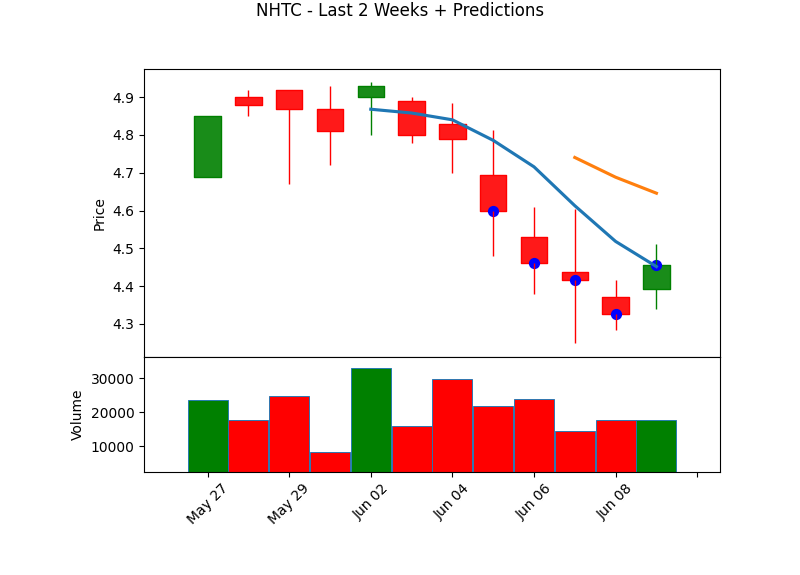 NHTC - Last 2 Weeks + Predictions
Price
4.9
4.8
4.7
4.6
4.5
4.4
4.3
Volume
30000
20000
10000
May 27
May 29
Jun 02
Jun 04
Jun 06
Jun 08